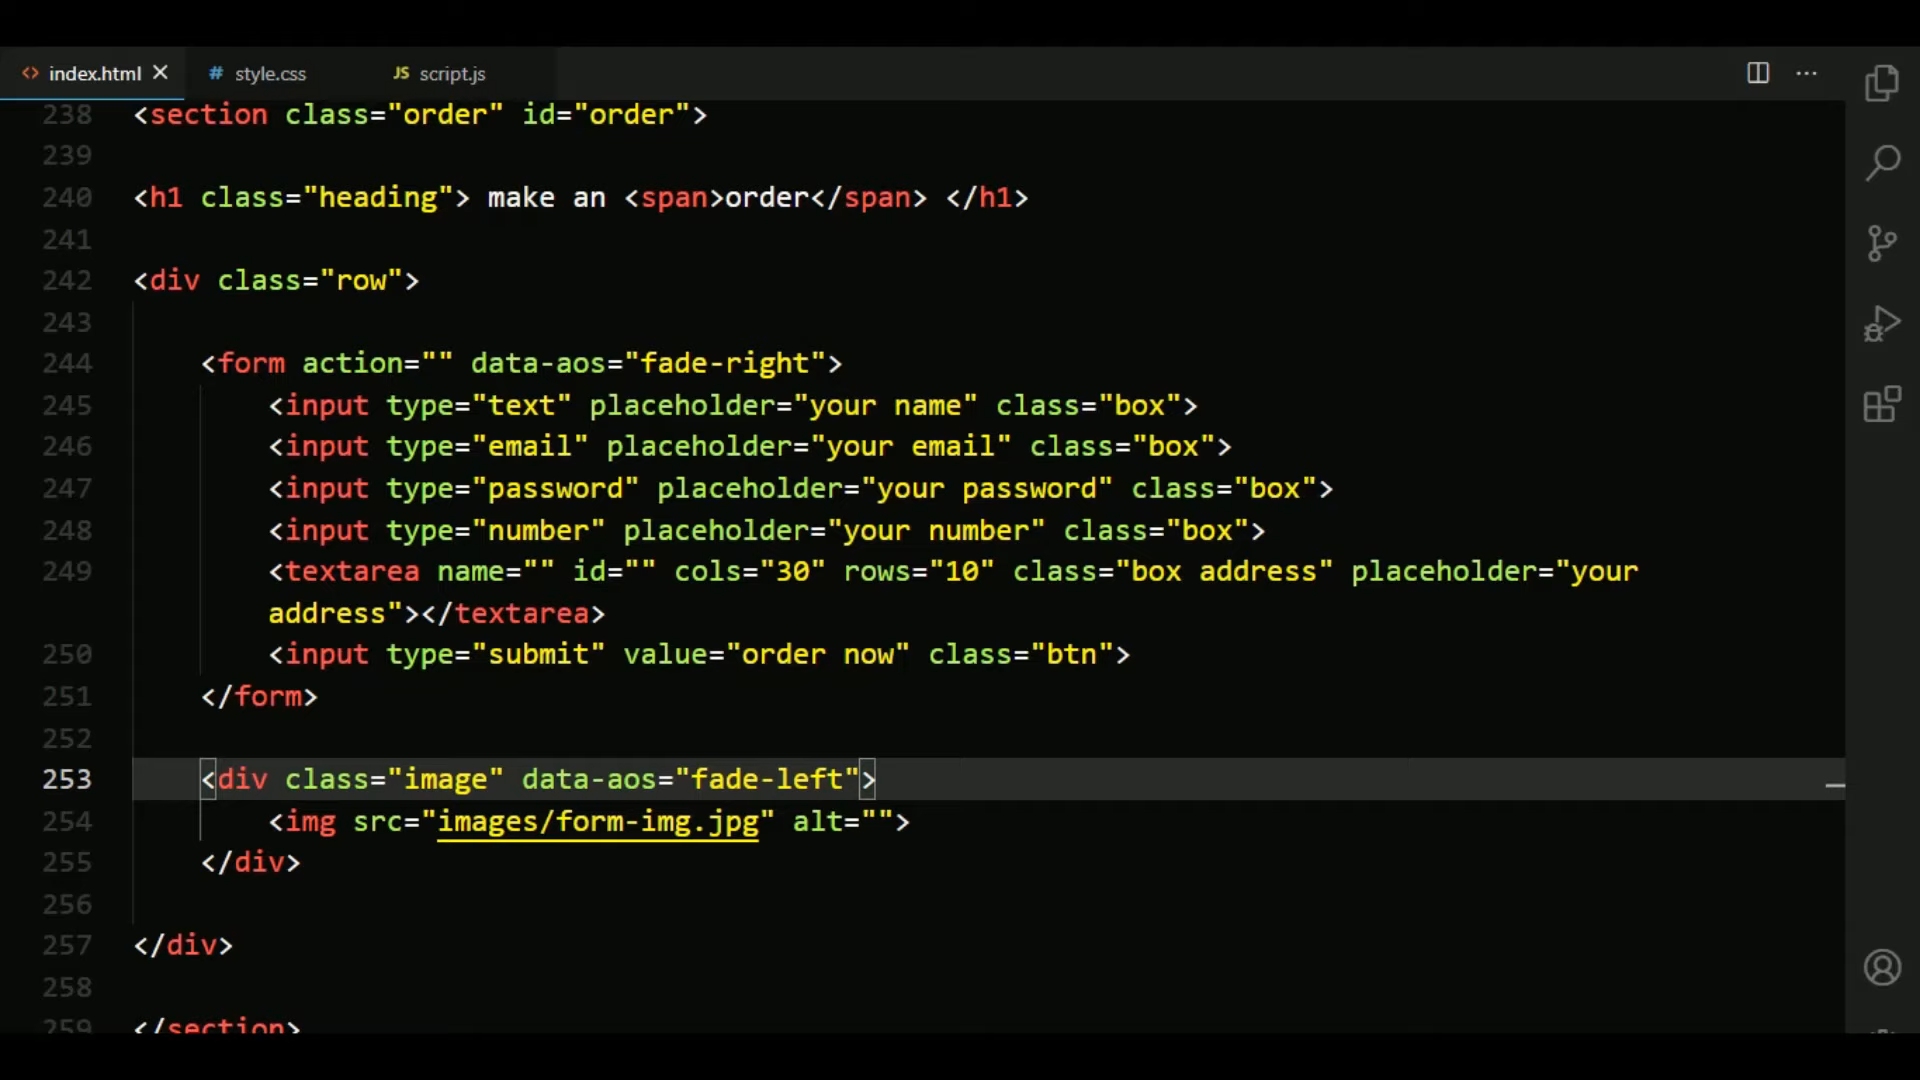 <> index.html ×
# style.css
JS script.js
238 <section class="order" id="order">
239
240 <h1 class="heading"> make an <span>order</span> </h1>
241
242 <div class="row">
243
244 <form action="" data-aos="fade-right">
245 <input type="text" placeholder="your name" class="box">
246 <input type="email" placeholder="your email" class="box">
247 <input type="password" placeholder="your password" class="box">
248 <input type="number" placeholder="your number" class="box">
249 <textarea name="" id="" cols="30" rows="10" class="box address" placeholder="your
address"></textarea>
250 <input type="submit" value="order now" class="btn">
251 </form>
252
253 <div class="image" data-aos="fade-left">
254 <img src="images/form-img.jpg" alt="">
255 </div>
256
257 </div>
258
259 </section>